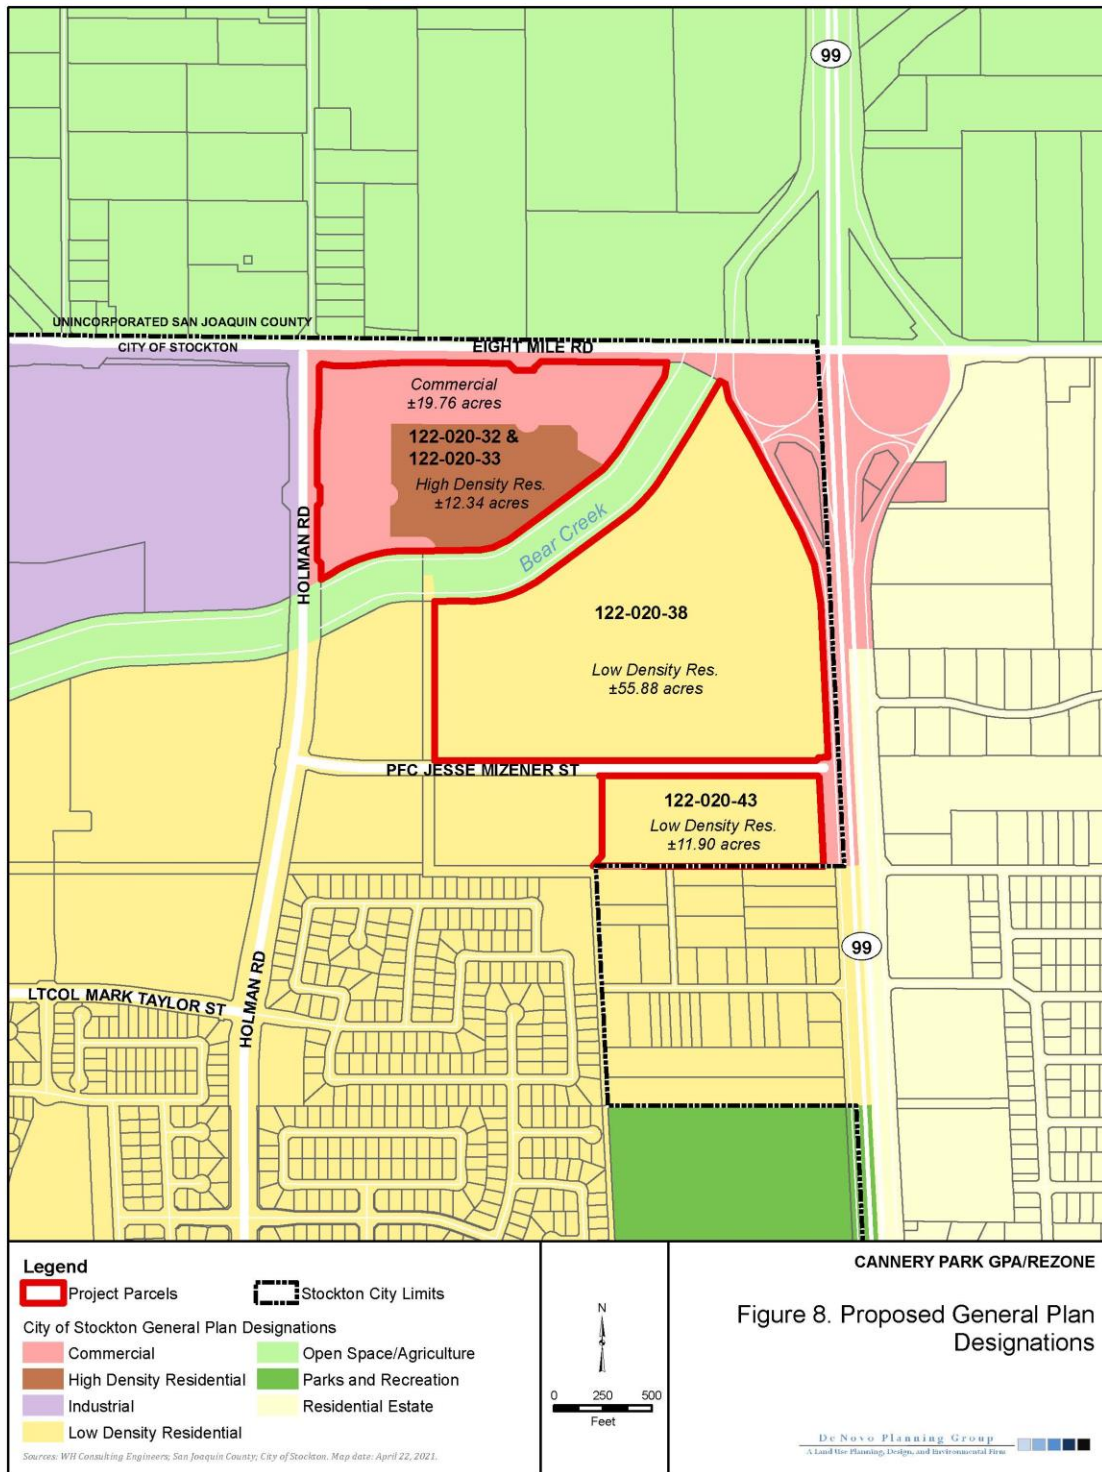 99
UNINCORPORATED SAN JOAQUIN COUNTY
CITY OF STOCKTON
EIGHT MILE RD
Commercial
±19.76 acres
122-020-32 &
122-020-33
High Density Res.
±12.34 acres
HOLMAN RD
Bear Creek
122-020-38
Low Density Res.
±55.88 acres
PFC JESSE MIZENER ST
122-020-43
Low Density Res.
±11.90 acres
99
LTCOL MARK TAYLOR ST
HOLMAN RD
Legend
Project Parcels
Stockton City Limits
City of Stockton General Plan Designations
Commercial
High Density Residential
Industrial
Low Density Residential
Open Space/Agriculture
Parks and Recreation
Residential Estate
Sources: WH Consulting Engineers; San Joaquin County; City of Stockton. Map date: April 22, 2021.
N
0 250 500
Feet
CANNERY PARK GPA/REZONE
Figure 8. Proposed General Plan
Designations
De Novo Planning Group
A Land Use Planning, Design, and Environmental Firm